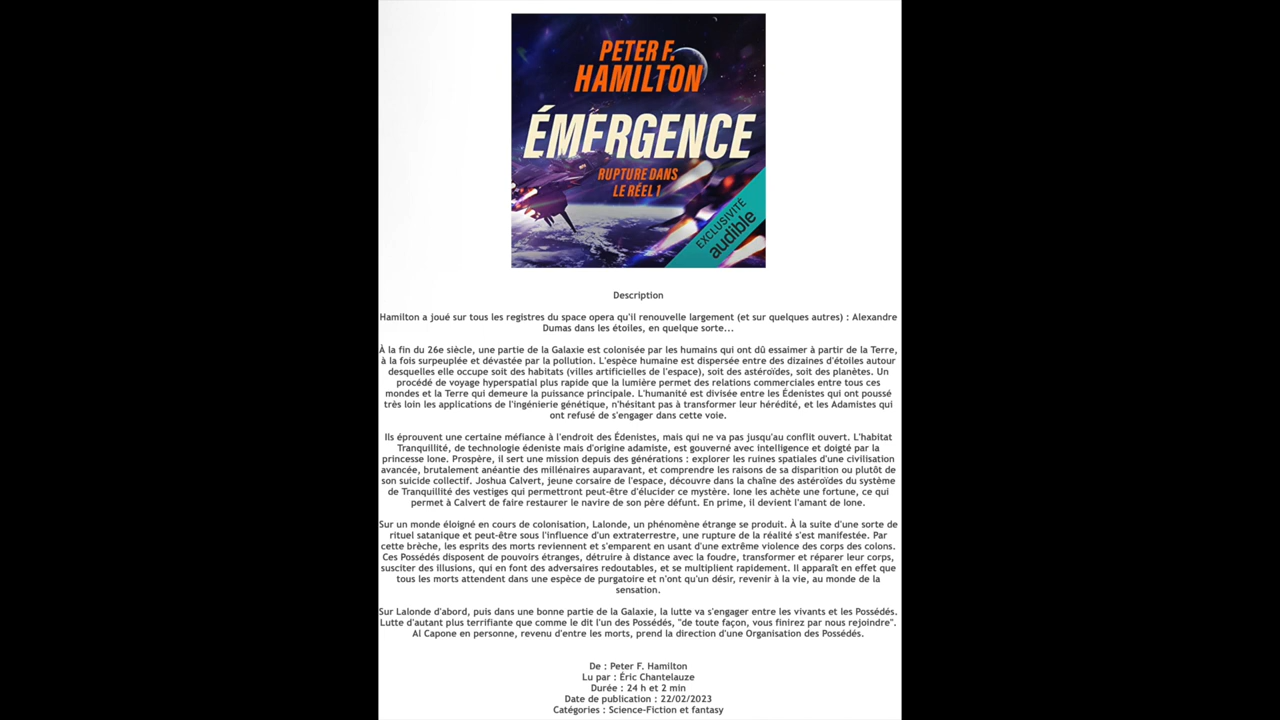 PETER F.
HAMILTON
ÉMERGENCE
RUPTURE DANS
LE RÉEL 1
EXCLUSIVITÉ
audible
Description
Hamilton a joué sur tous les registres du space opera qu'il renouvelle largement (et sur quelques autres) : Alexandre
Dumas dans les étoiles, en quelque sorte...
À la fin du 26e siècle, une partie de la Galaxie est colonisée par les humains qui ont dû essaimer à partir de la Terre,
à la fois surpeuplée et dévastée par la pollution. L'espèce humaine est dispersée entre des dizaines d'étoiles autour
desquelles elle occupe soit des habitats (villes artificielles de l'espace), soit des astéroïdes, soit des planètes. Un
procédé de voyage hyperspatial plus rapide que la lumière permet des relations commerciales entre tous ces
mondes et la Terre qui demeure la puissance principale. L'humanité est divisée entre les Édenistes qui ont poussé
très loin les applications de l'ingénierie génétique, n'hésitant pas à transformer leur hérédité, et les Adamistes qui
ont refusé de s'engager dans cette voie.
Ils éprouvent une certaine méfiance à l'endroit des Édenistes, mais qui ne va pas jusqu'au conflit ouvert. L'habitat
Tranquillité, de technologie édeniste mais d'origine adamiste, est gouverné avec intelligence et doigté par la
princesse Ione. Prospère, il sert une mission depuis des générations : explorer les ruines spatiales d'une civilisation
avancée, brutalement anéantie des millénaires auparavant, et comprendre les raisons de sa disparition ou plutôt de
son suicide collectif. Joshua Calvert, jeune corsaire de l'espace, découvre dans la chaîne des astéroïdes du système
de Tranquillité des vestiges qui permettront peut-être d'élucider ce mystère. Ione les achète une fortune, ce qui
permet à Calvert de faire restaurer le navire de son père défunt. En prime, il devient l'amant de Ione.
Sur un monde éloigné en cours de colonisation, Lalonde, un phénomène étrange se produit. À la suite d'une sorte de
rituel satanique et peut-être sous l'influence d'un extraterrestre, une rupture de la réalité s'est manifestée. Par
cette brèche, les esprits des morts reviennent et s'emparent en usant d'une extrême violence des corps des colons.
Ces Possédés disposent de pouvoirs étranges, détruire à distance avec la foudre, transformer et réparer leur corps,
susciter des illusions, qui en font des adversaires redoutables, et se multiplient rapidement. Il apparaît en effet que
tous les morts attendent dans une espèce de purgatoire et n'ont qu'un désir, revenir à la vie, au monde de la
sensation.
Sur Lalonde d'abord, puis dans une bonne partie de la Galaxie, la lutte va s'engager entre les vivants et les Possédés.
Lutte d'autant plus terrifiante que comme le dit l'un des Possédés, "de toute façon, vous finirez par nous rejoindre".
Al Capone en personne, revenu d'entre les morts, prend la direction d'une Organisation des Possédés.
De : Peter F. Hamilton
Lu par : Éric Chantelauze
Durée : 24 h et 2 min
Date de publication : 22/02/2023
Catégories : Science-Fiction et fantasy